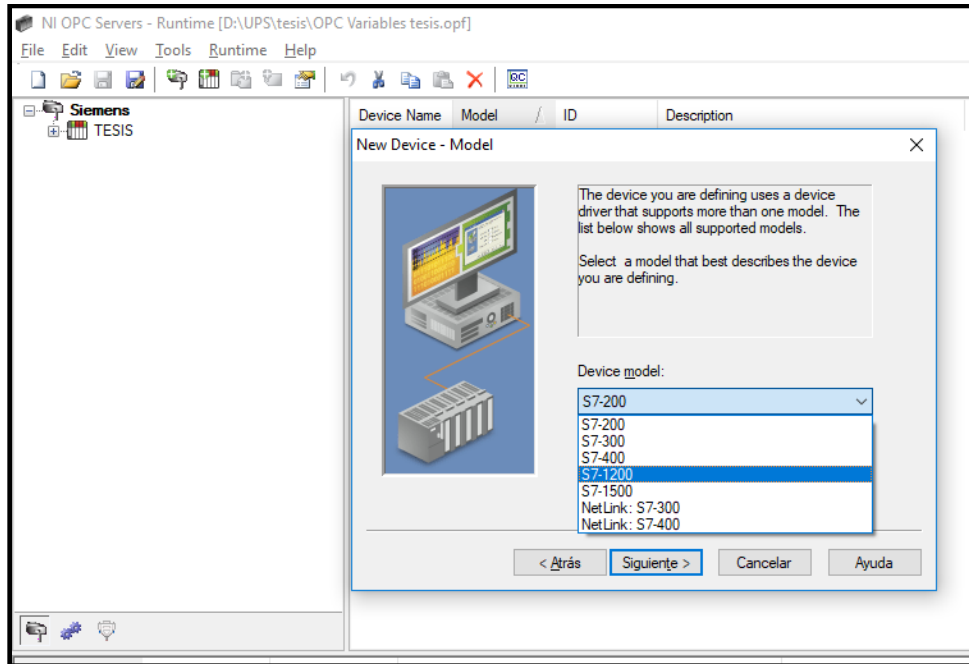 NI OPC Servers - Runtime [D:\UPS\tesis\OPC Variables tesis.opf]
File Edit View Tools Runtime Help
Siemens
TESIS
Device Name Model / ID Description
New Device - Model
The device you are defining uses a device
driver that supports more than one model. The
list below shows all supported models.
Select a model that best describes the device
you are defining.
Device model:
S7-200
S7-200
S7-300
S7-400
S7-1200
S7-1500
NetLink: S7-300
NetLink: S7-400
< Atrás Siguiente > Cancelar Ayuda